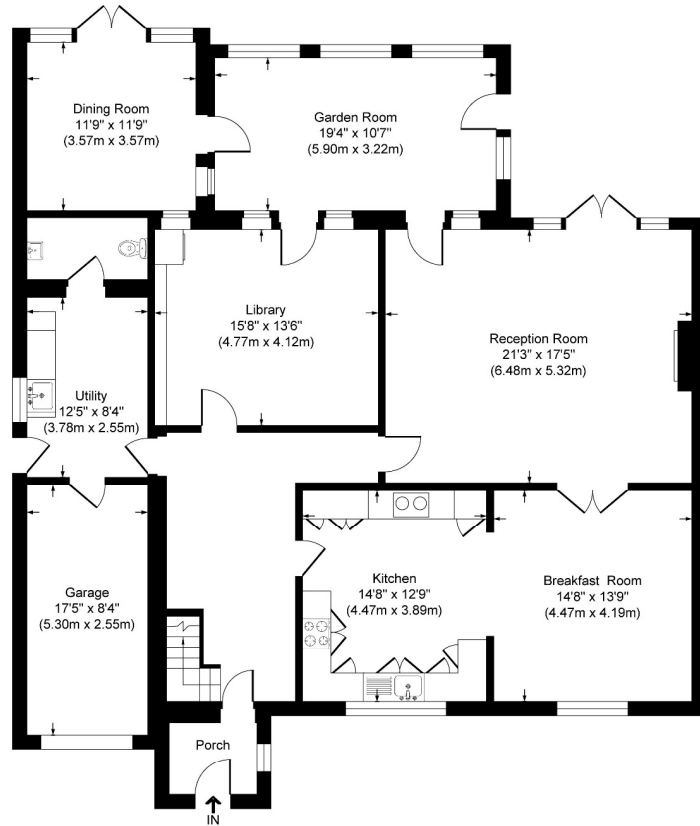 Dining Room
11'9" x 11'9"
(3.57m x 3.57m)
Garden Room
19'4" x 10'7"
(5.90m x 3.22m)
Library
15'8" x 13'6"
(4.77m x 4.12m)
Reception Room
21'3" x 17'5"
(6.48m x 5.32m)
Utility
12'5" x 8'4"
(3.78m x 2.55m)
Garage
17'5" x 8'4"
(5.30m x 2.55m)
Kitchen
14'8" x 12'9"
(4.47m x 3.89m)
Breakfast Room
14'8" x 13'9"
(4.47m x 4.19m)
Porch
IN